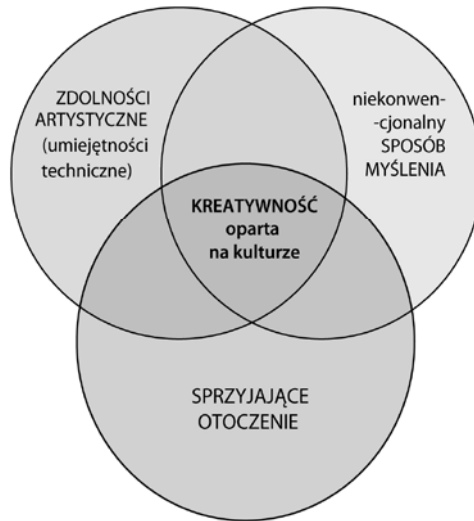 ZDOLNOŚCI
ARTYSTYCZNE
(umiejętności
techniczne)
niekonwen-
-cjonalny
SPOSÓB
MYŚLENIA
KREATYWNOŚĆ
oparta
na kulturze
SPRZYJAJĄCE
OTOCZENIE